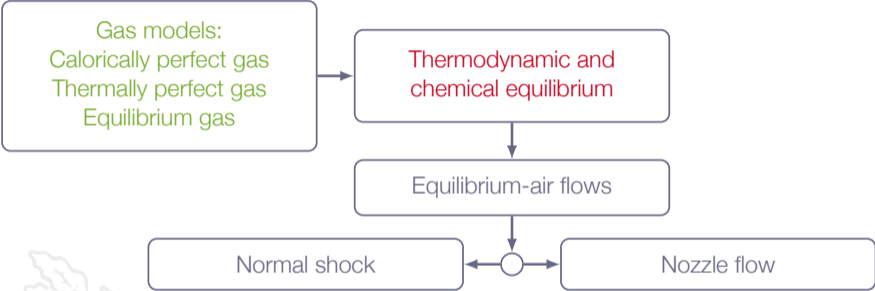 Gas models:
Calorically perfect gas
Thermally perfect gas
Equilibrium gas
Thermodynamic and
chemical equilibrium
Equilibrium-air flows
Normal shock
Nozzle flow